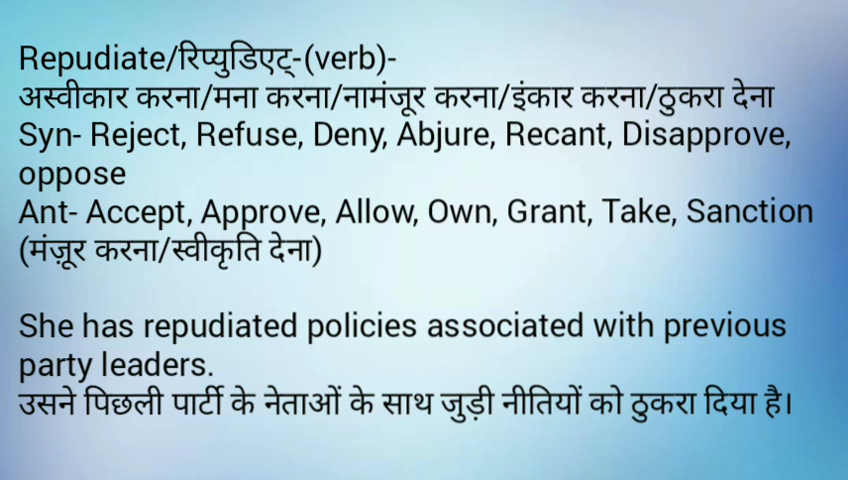 Repudiate/रिप्युडिएट्-(verb)-
अस्वीकार करना/मना करना/नामंजूर करना/इंकार करना/ठुकरा देना
Syn- Reject, Refuse, Deny, Abjure, Recant, Disapprove,
oppose
Ant- Accept, Approve, Allow, Own, Grant, Take, Sanction
(मंज़ूर करना/स्वीकृति देना)
She has repudiated policies associated with previous
party leaders.
उसने पिछली पार्टी के नेताओं के साथ जुड़ी नीतियों को ठुकरा दिया है।